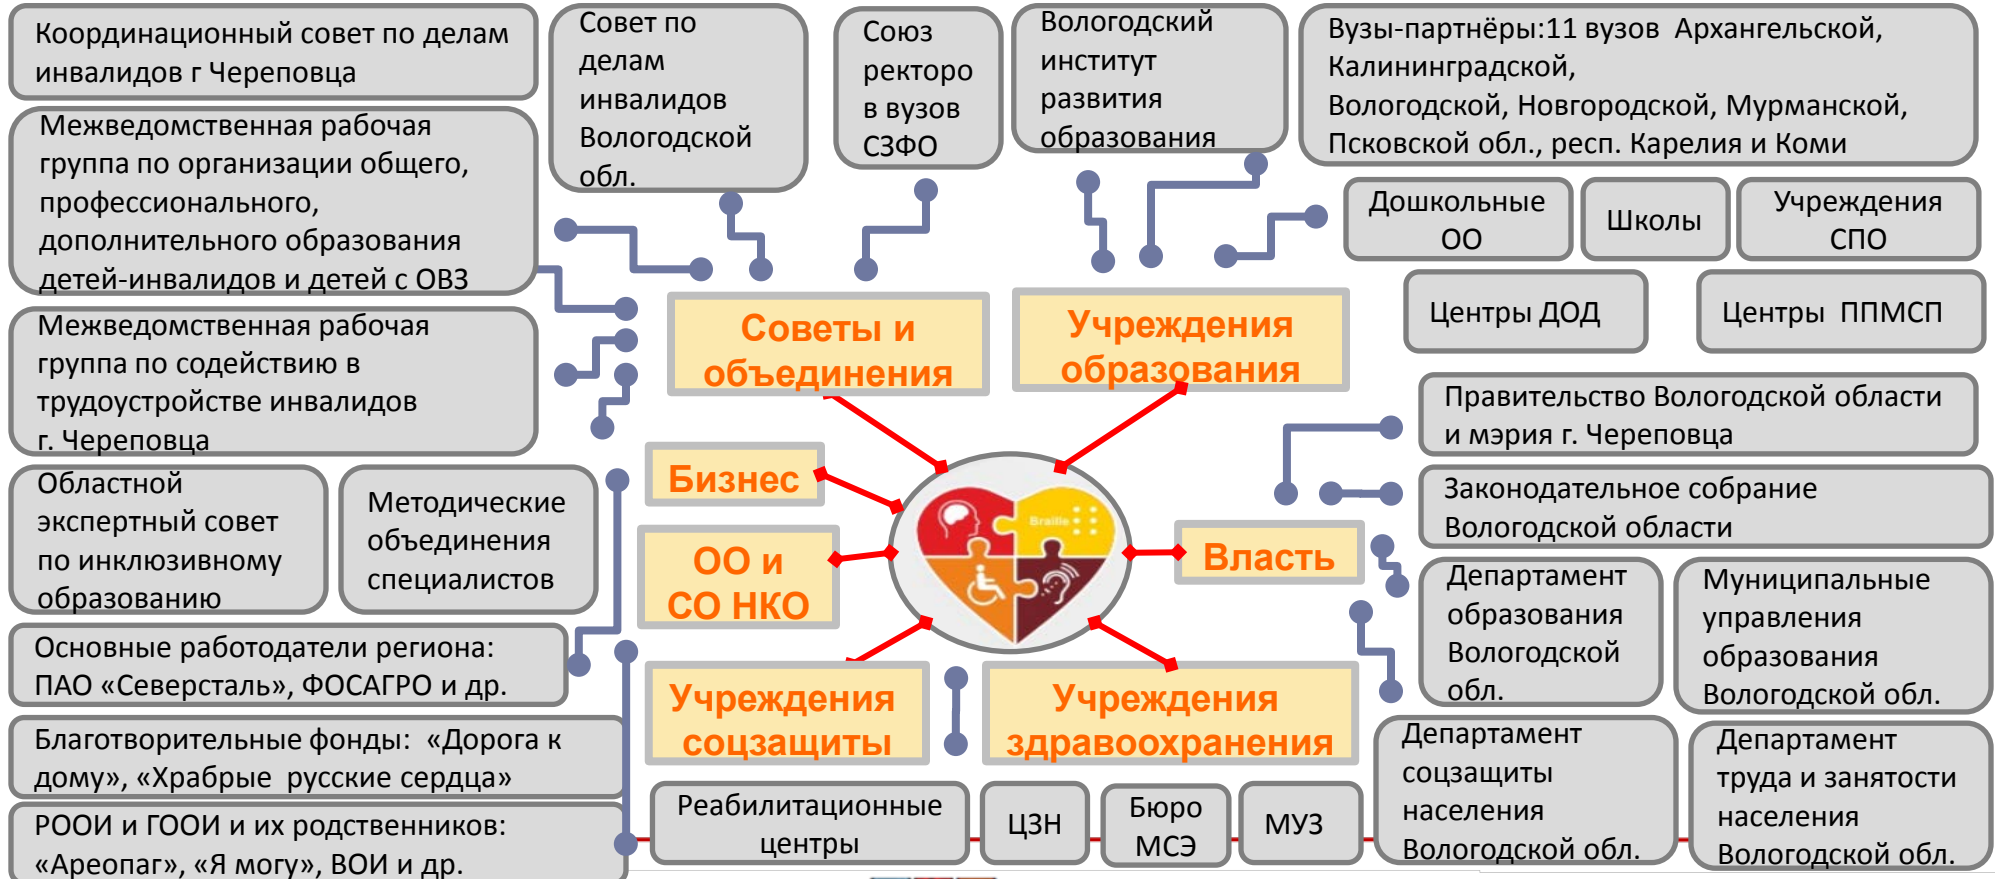 Координационный совет по делам
инвалидов г Череповца
Совет по
делам
инвалидов
Вологодской
обл.
Союз
ректоро
в вузов
СЗФО
Вологодский
институт
развития
образования
Вузы-партнёры:11 вузов Архангельской,
Калининградской,
Вологодской, Новгородской, Мурманской,
Псковской обл., респ. Карелия и Коми
Межведомственная рабочая
группа по организации общего,
профессионального,
дополнительного образования
детей-инвалидов и детей с ОВЗ
Дошкольные
ОО
Школы
Учреждения
СПО
Центры ДОД
Центры ППМСП
Межведомственная рабочая
группа по содействию в
трудоустройстве инвалидов
г. Череповца
Советы и
объединения
Учреждения
образования
Правительство Вологодской области
и мэрия г. Череповца
Бизнес
Законодательное собрание
Вологодской области
Областной
экспертный совет
по инклюзивному
образованию
Методические
объединения
специалистов
ОО и
СО НКО
Braille
Власть
Департамент
образования
Вологодской
обл.
Муниципальные
управления
образования
Вологодской обл.
Основные работодатели региона:
ПАО «Северсталь», ФОСАГРО и др.
Учреждения
соцзащиты
Учреждения
здравоохранения
Благотворительные фонды: «Дорога к
дому», «Храбрые русские сердца»
Департамент
соцзащиты
населения
Вологодской обл.
Департамент
труда и занятости
населения
Вологодской обл.
РООИ и ГООИ и их родственников:
«Ареопаг», «Я могу», ВОИ и др.
Реабилитационные
центры
ЦЗН
Бюро
МСЭ
МУЗ